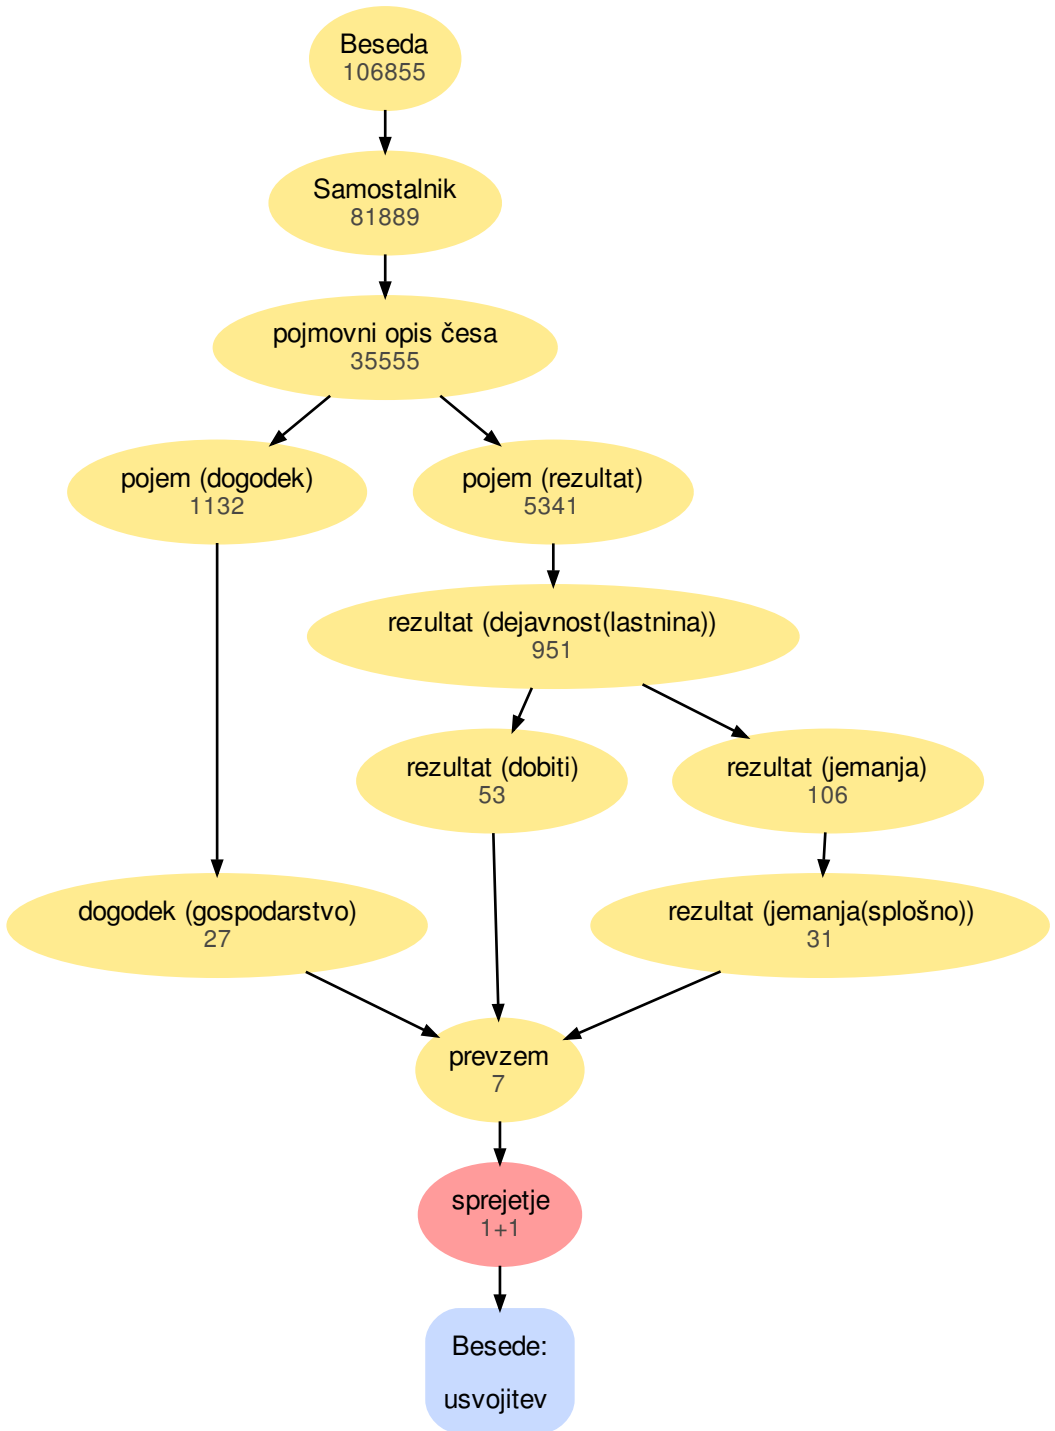 Beseda
106855
Samostalnik
81889
pojmovni opis česa
35555
pojem (dogodek)
1132
pojem (rezultat)
5341
rezultat (dejavnost(lastnina))
951
rezultat (dobiti)
53
rezultat (jemanja)
106
dogodek (gospodarstvo)
27
rezultat (jemanja(splošno))
31
prevzem
7
sprejetje
1+1
Besede:
usvojitev